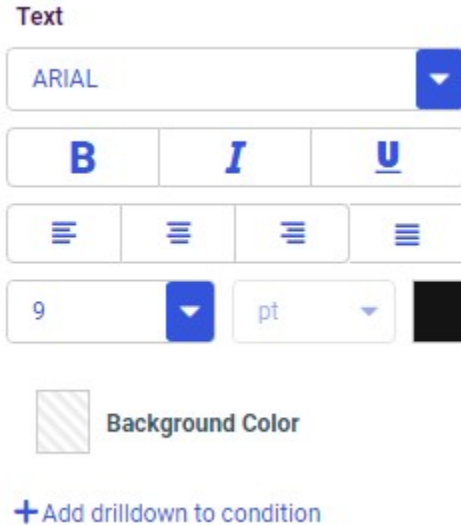 Text
ARIAL
B I U
9 pt
Background Color
+Add drilldown to condition